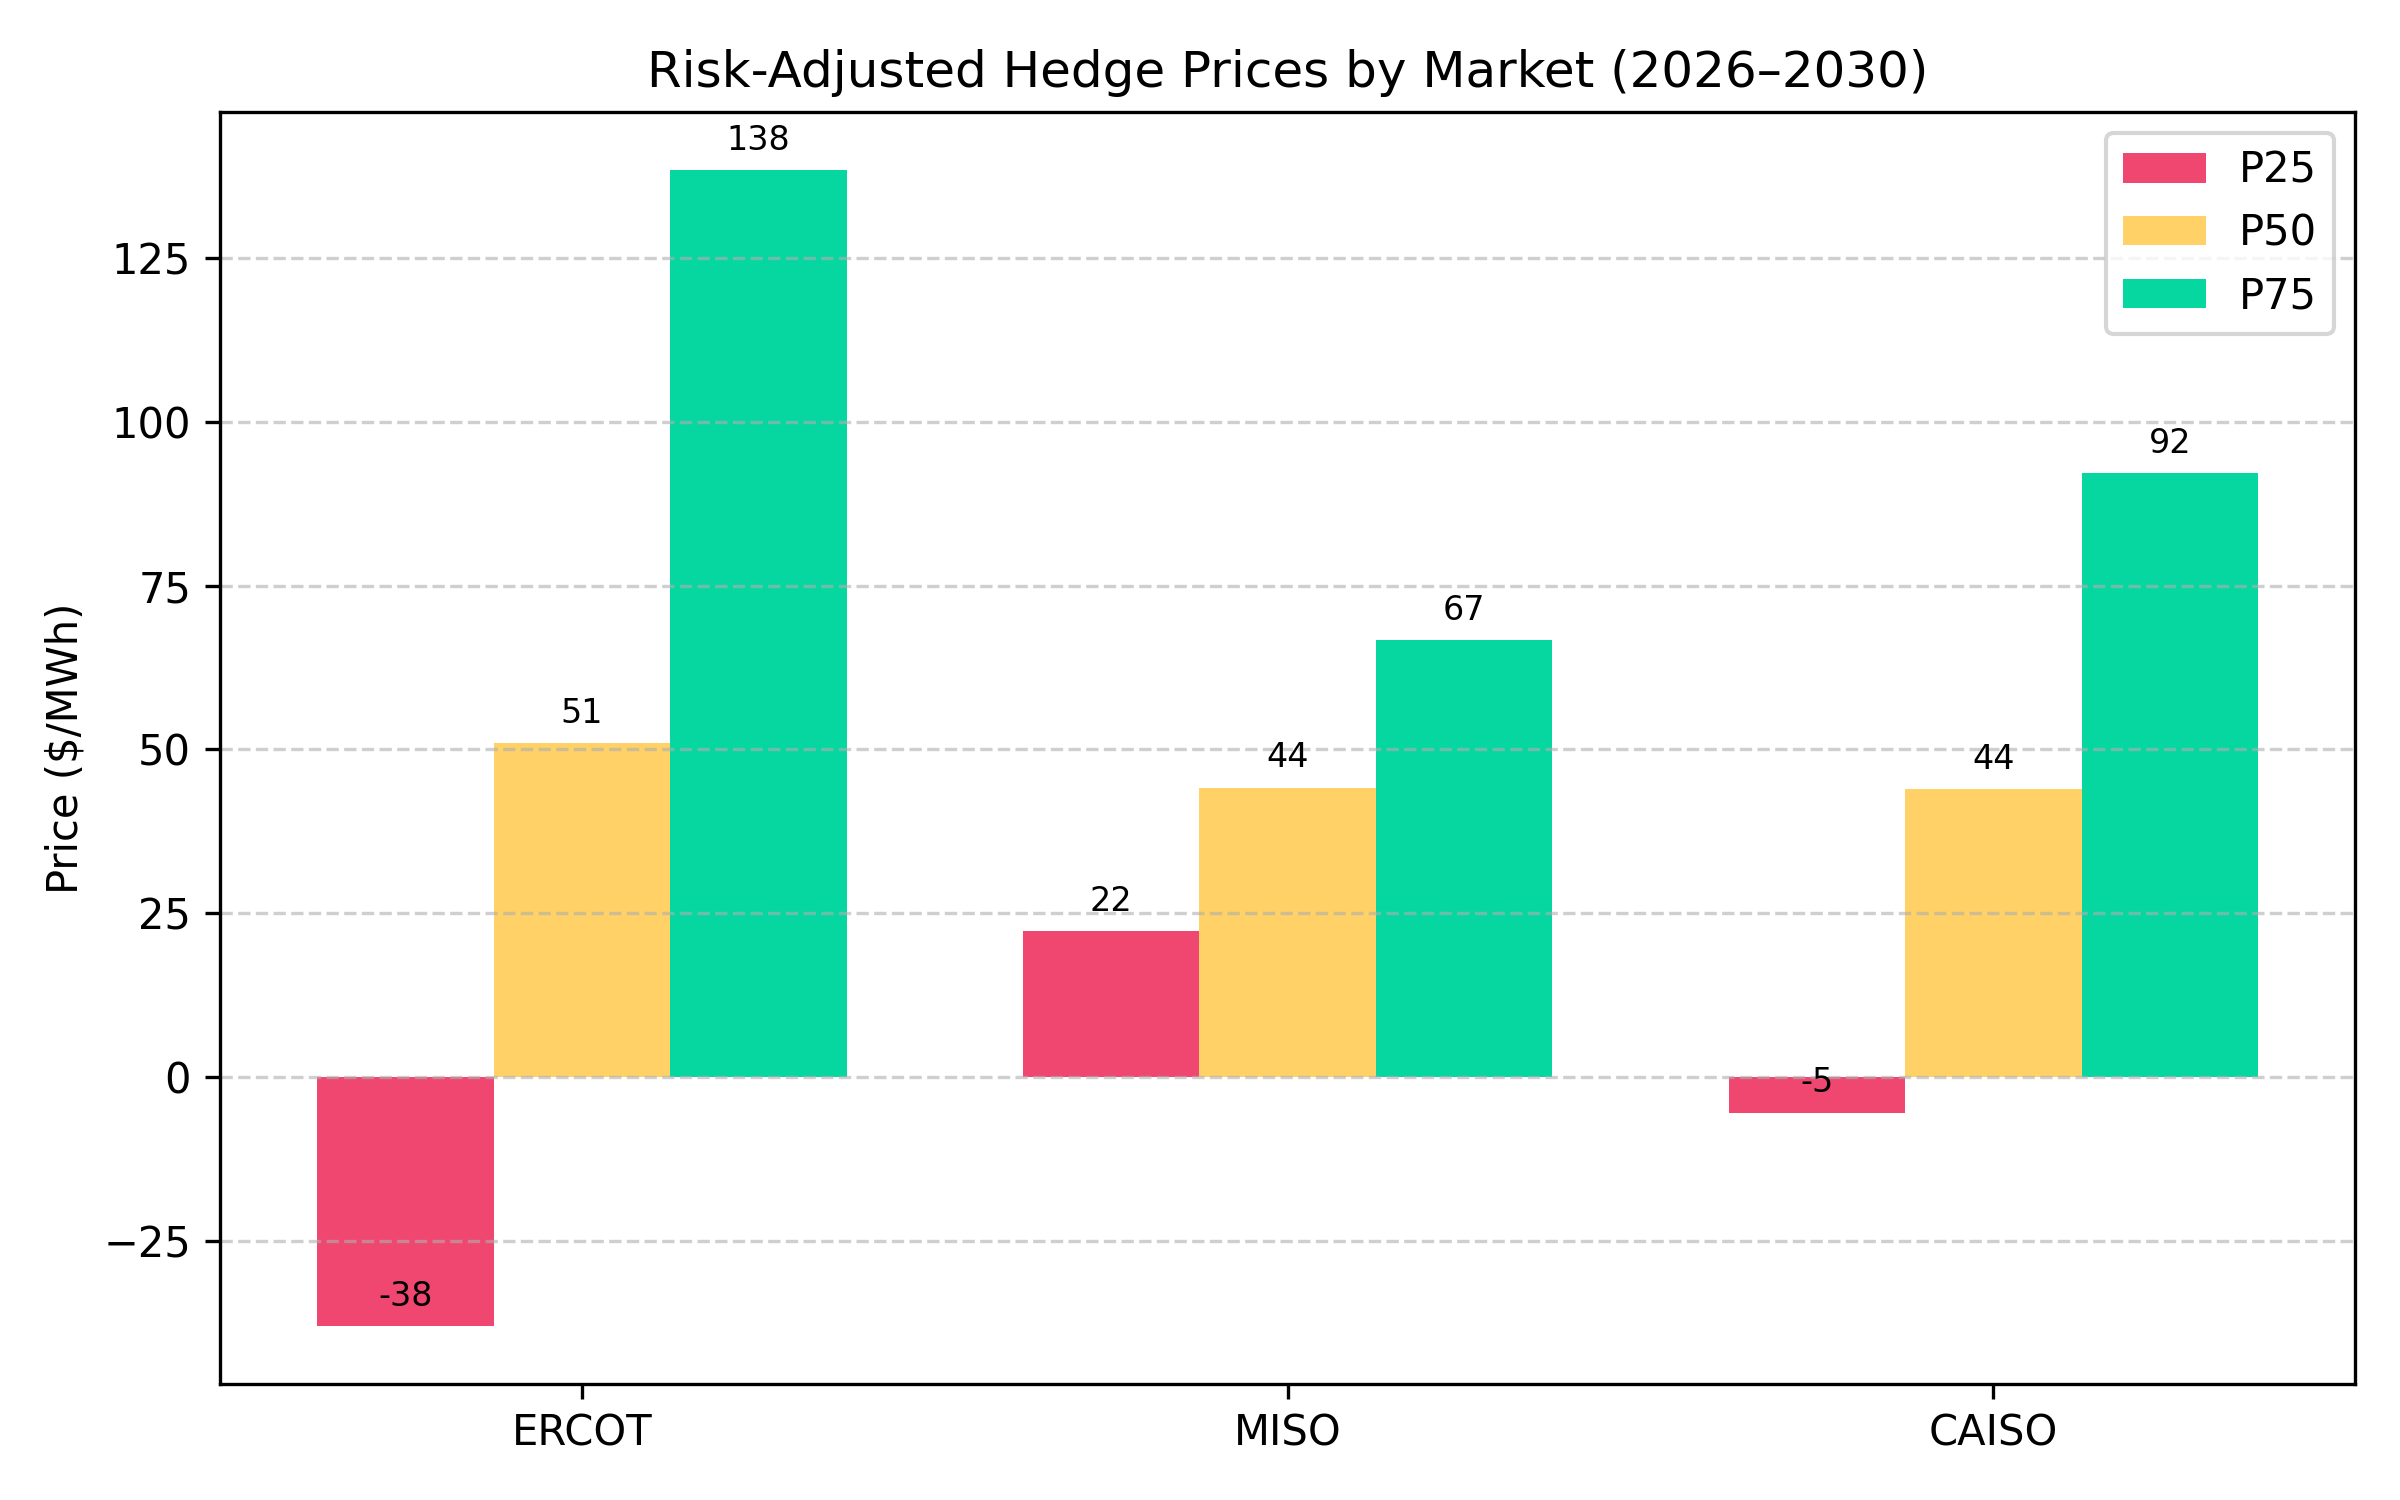 Risk-Adjusted Hedge Prices by Market (2026–2030)
Price ($/MWh)
125
100
75
50
25
0
−25
138
51
-38
22
44
67
-5
44
92
P25
P50
P75
ERCOT
MISO
CAISO